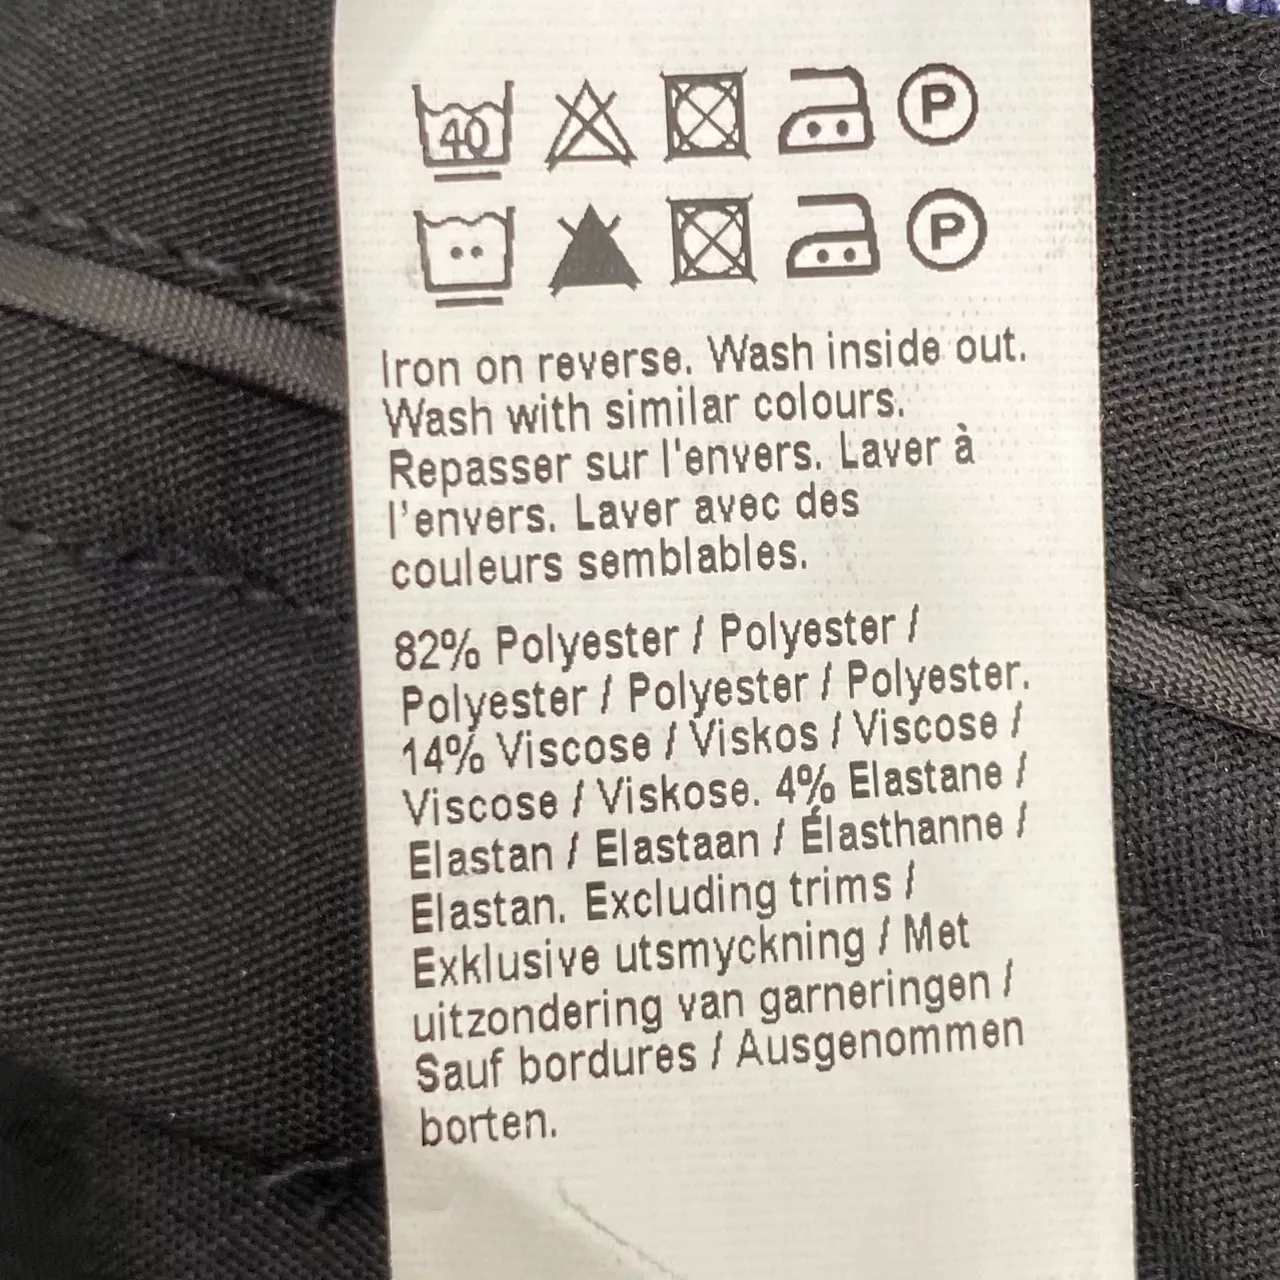 40 P
P
Iron on reverse. Wash inside out.
Wash with similar colours.
Repasser sur l'envers. Laver à
l'envers. Laver avec des
couleurs semblables.
82% Polyester / Polyester /
Polyester / Polyester / Polyester.
14% Viscose / Viskos / Viscose /
Viscose / Viskose. 4% Elastane /
Elastan / Elastaan / Élasthanne /
Elastan. Excluding trims /
Exklusive utsmyckning / Met
uitzondering van garneringen /
Sauf bordures / Ausgenommen
borten.